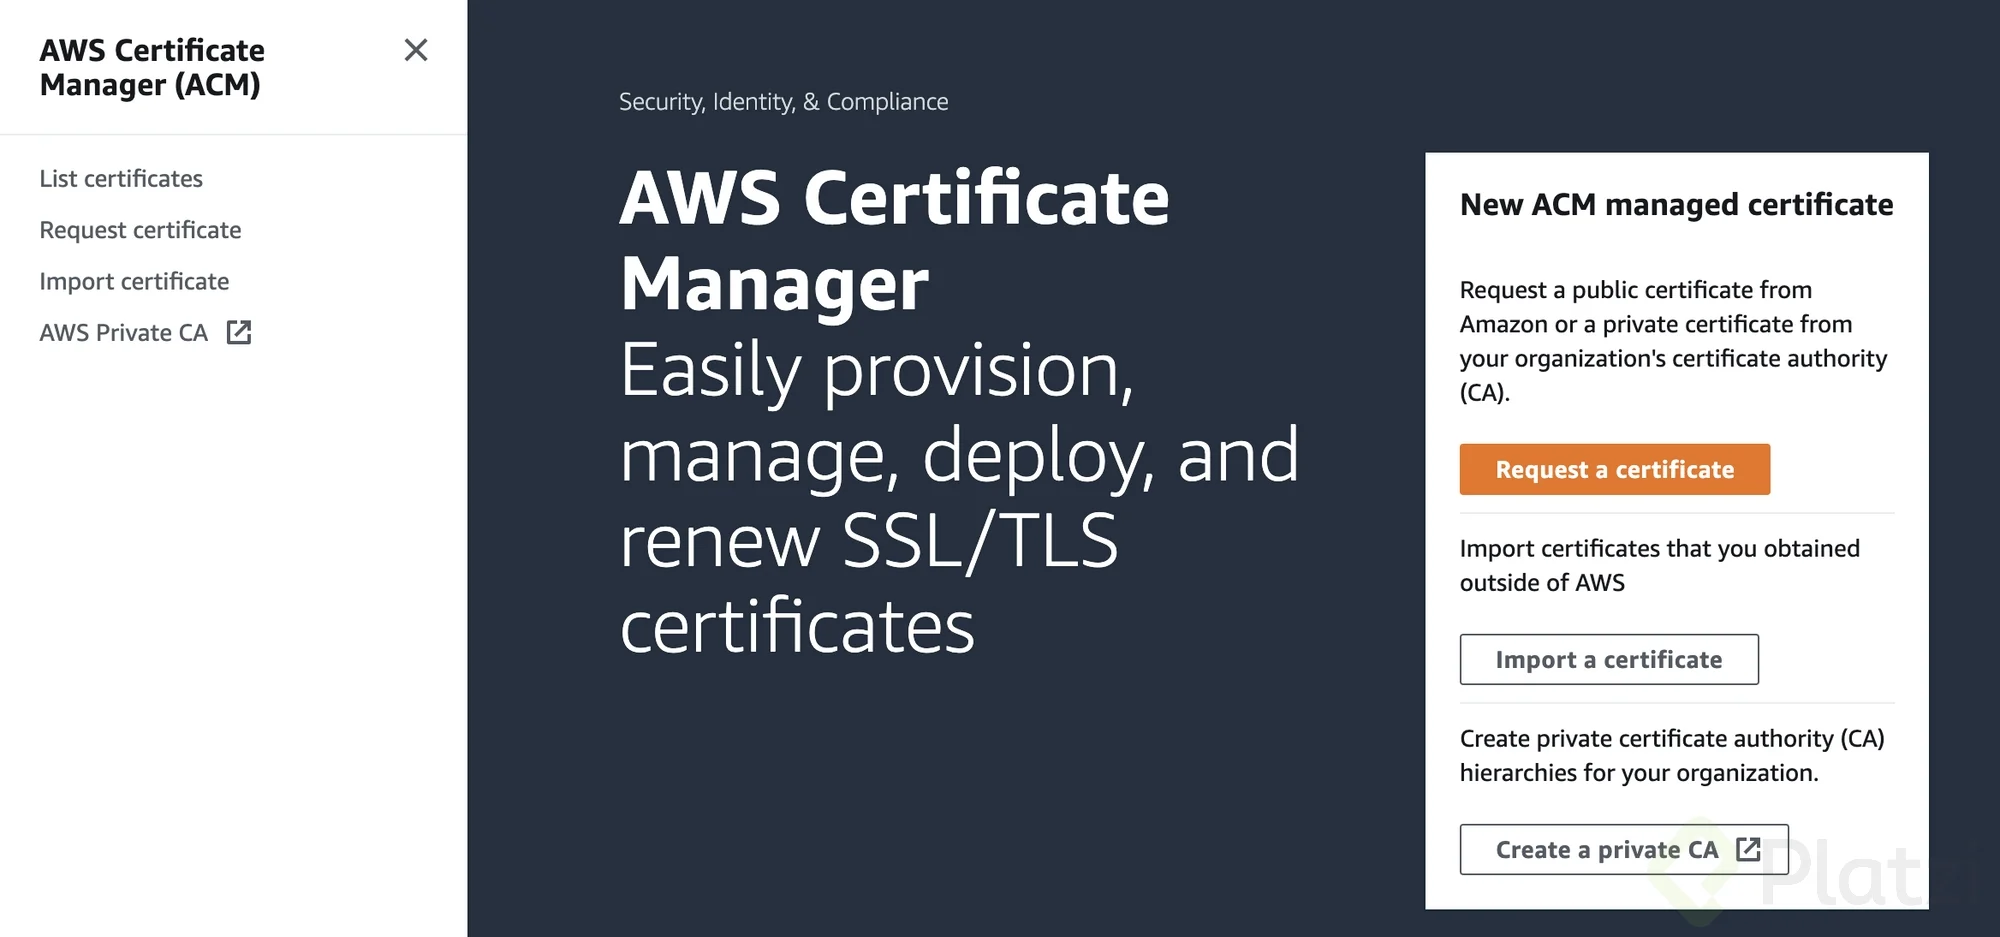 AWS Certificate
Manager (ACM)
List certificates
Request certificate
Import certificate
AWS Private CA
Security, Identity, & Compliance
AWS Certificate
Manager
Easily provision,
manage, deploy, and
renew SSL/TLS
certificates
New ACM managed certificate
Request a public certificate from
Amazon or a private certificate from
your organization's certificate authority
(CA).
Request a certificate
Import certificates that you obtained
outside of AWS
Import a certificate
Create private certificate authority (CA)
hierarchies for your organization.
Create a private CA
Platzi